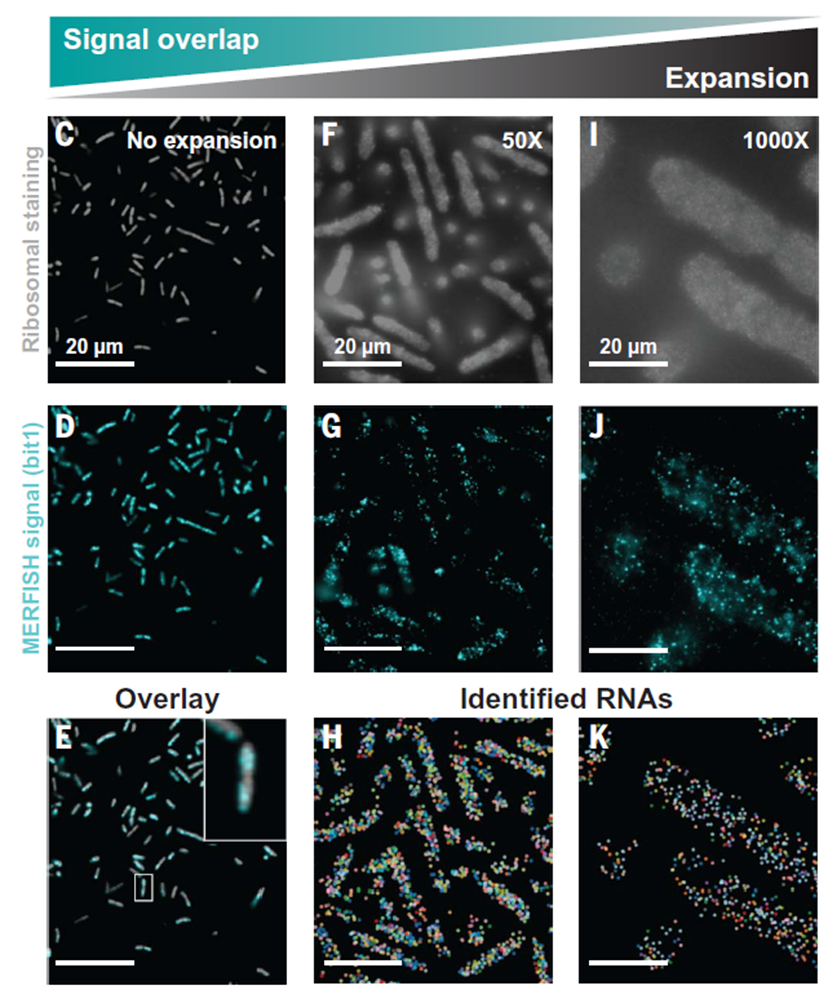 Signal overlap
Expansion
Ribosomal staining
C
No expansion
20 µm
F
50X
20 µm
I
1000X
20 µm
MERFISH signal (bit1)
D
G
J
Overlay
Identified RNAs
E
H
K